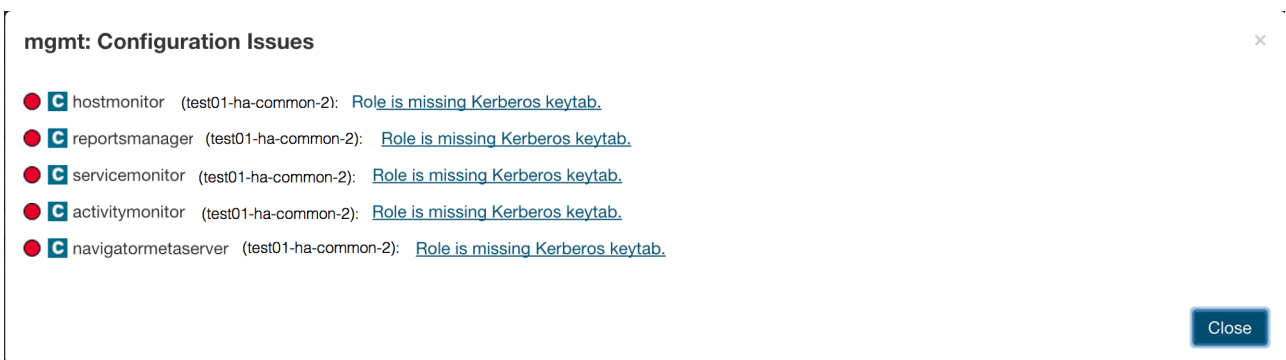 mgmt: Configuration Issues ×
C hostmonitor (test01-ha-common-2): Role is missing Kerberos keytab.
C reportsmanager (test01-ha-common-2): Role is missing Kerberos keytab.
C servicemonitor (test01-ha-common-2): Role is missing Kerberos keytab.
C activitymonitor (test01-ha-common-2): Role is missing Kerberos keytab.
C navigatormetaserver (test01-ha-common-2): Role is missing Kerberos keytab.
Close